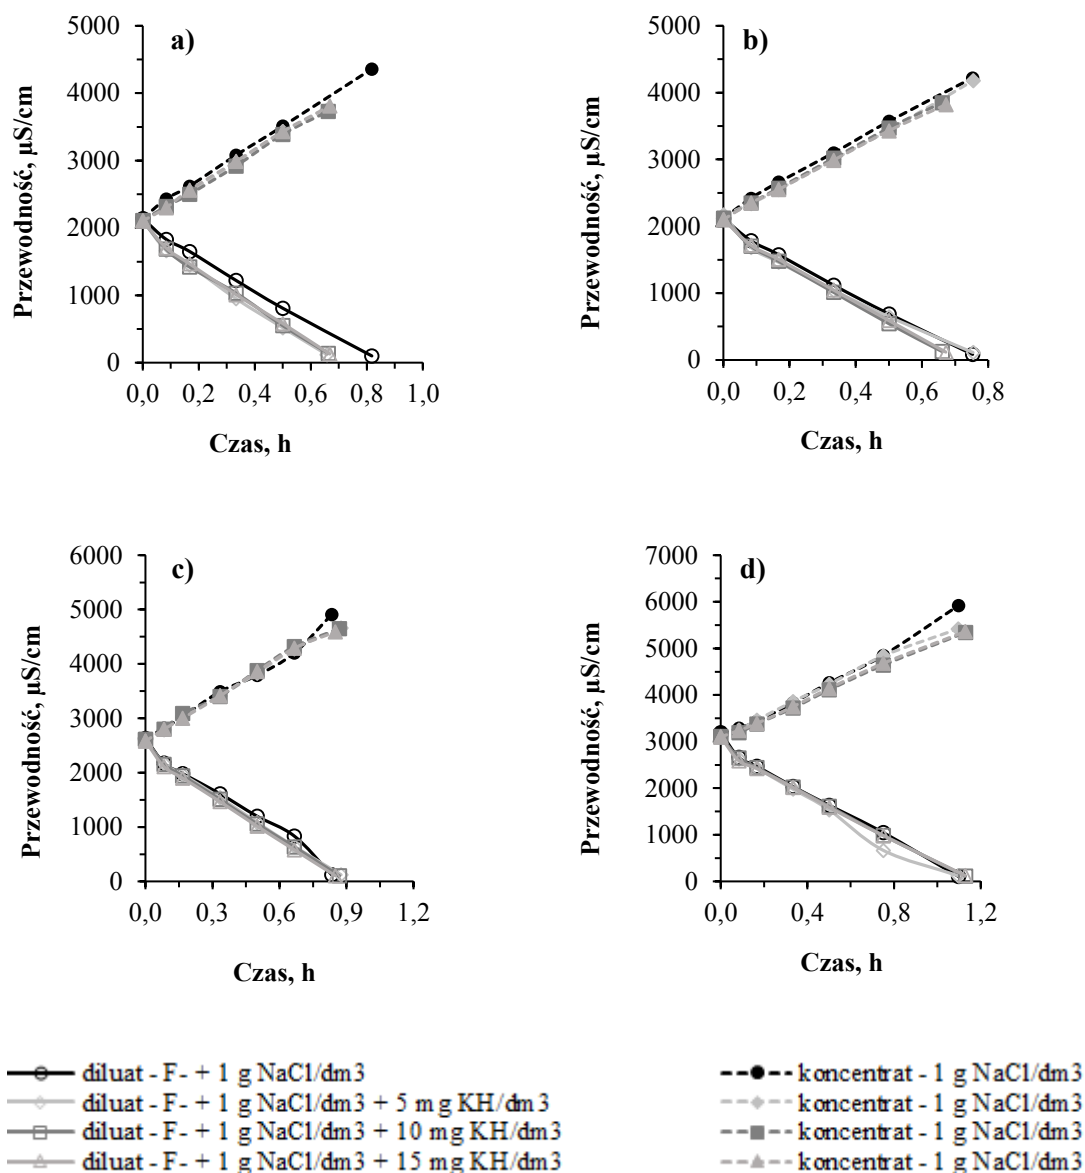 a)
Przewodność, µS/cm
5000
4000
3000
2000
1000
0
0,0 0,2 0,4 0,6 0,8 1,0
Czas, h
b)
Przewodność, µS/cm
5000
4000
3000
2000
1000
0
0,0 0,2 0,4 0,6 0,8
Czas, h
c)
Przewodność, µS/cm
6000
5000
4000
3000
2000
1000
0
0,0 0,3 0,6 0,9 1,2
Czas, h
d)
Przewodność, µS/cm
7000
6000
5000
4000
3000
2000
1000
0
0,0 0,4 0,8 1,2
Czas, h
diluat - F- + 1 g NaCl/dm3
diluat - F- + 1 g NaCl/dm3 + 5 mg KH/dm3
diluat - F- + 1 g NaCl/dm3 + 10 mg KH/dm3
diluat - F- + 1 g NaCl/dm3 + 15 mg KH/dm3
koncentrat - 1 g NaCl/dm3
koncentrat - 1 g NaCl/dm3
koncentrat - 1 g NaCl/dm3
koncentrat - 1 g NaCl/dm3